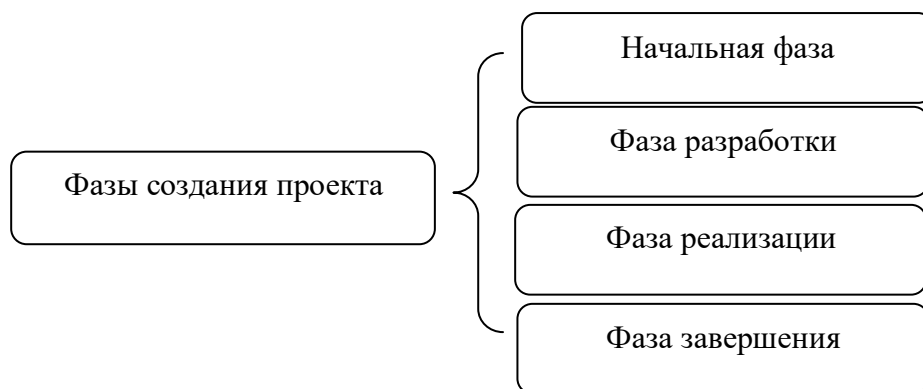 Начальная фаза
Фаза разработки
Фазы создания проекта
Фаза реализации
Фаза завершения